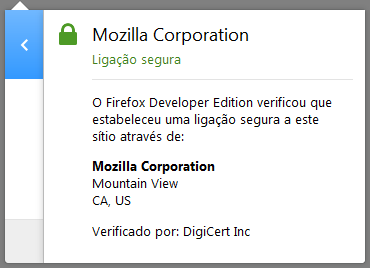 Mozilla Corporation
Ligação segura
O Firefox Developer Edition verificou que
estabeleceu uma ligação segura a este
sítio através de:
Mozilla Corporation
Mountain View
CA, US
Verificado por: DigiCert Inc